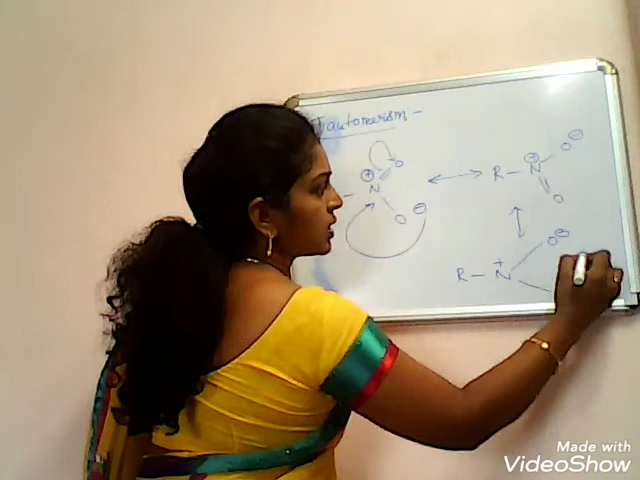 Tautomerism -
⊕ O
- N
O ⊖
R - N ⊕ O ⊖
O
R - N + O ⊖
Made with
VideoShow